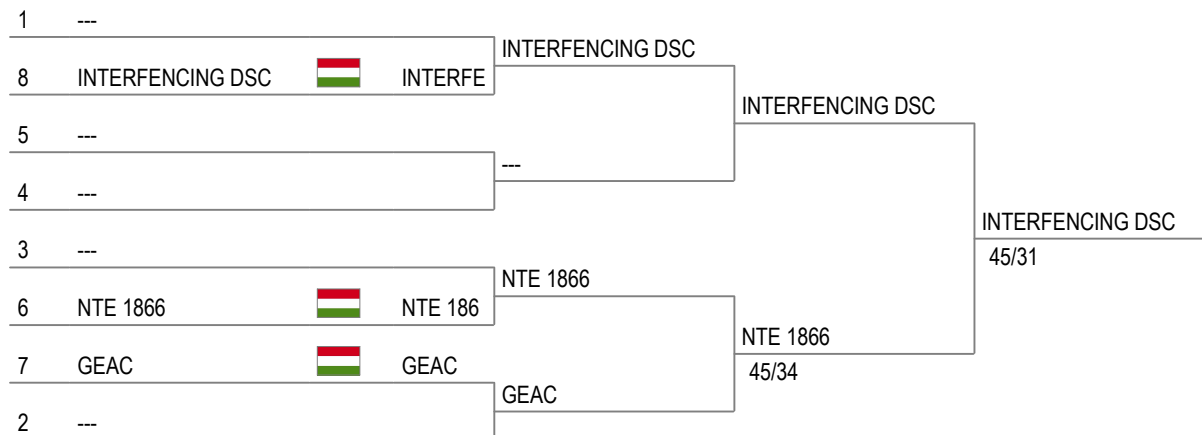 1 ---
INTERFENCING DSC
8 INTERFENCING DSC INTERFE
INTERFENCING DSC
5 ---
---
4 ---
INTERFENCING DSC
45/31
3 ---
NTE 1866
6 NTE 1866 NTE 186
NTE 1866
45/34
7 GEAC GEAC
GEAC
2 ---